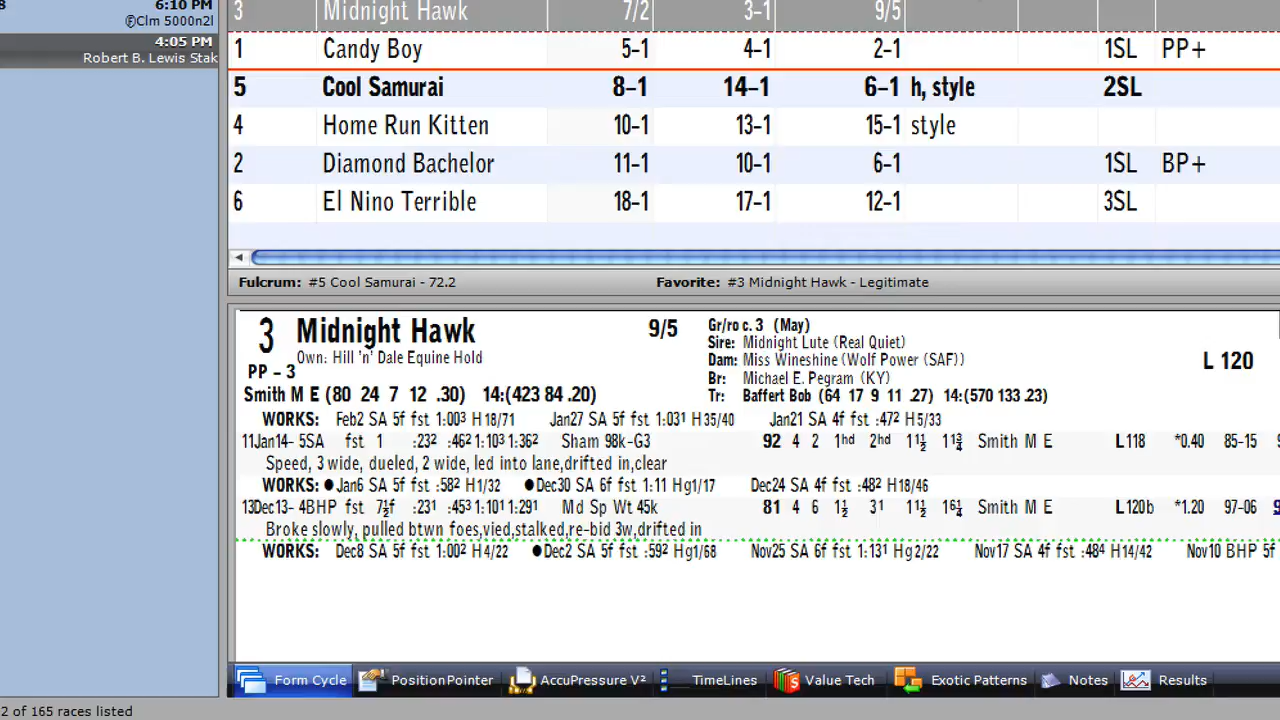 8 6:10 PM
©Clm 5000n2l
4:05 PM
Robert B. Lewis Stak
3 Midnight Hawk 7/2 3-1 9/5
1 Candy Boy 5-1 4-1 2-1 1SL PP+
5 Cool Samurai 8-1 14-1 6-1 h, style 2SL
4 Home Run Kitten 10-1 13-1 15-1 style
2 Diamond Bachelor 11-1 10-1 6-1 1SL BP+
6 El Nino Terrible 18-1 17-1 12-1 3SL
Fulcrum: #5 Cool Samurai - 72.2 Favorite: #3 Midnight Hawk - Legitimate
3 Midnight Hawk 9/5 Gr/ro c. 3 (May)
Own: Hill 'n' Dale Equine Hold Sire: Midnight Lute (Real Quiet)
Dam: Miss Wineshine (Wolf Power (SAF)) L 120
PP - 3 Br: Michael E. Pegram (KY)
Smith M E (80 24 7 12 .30) 14:(423 84 .20) Tr: Baffert Bob (64 17 9 11 .27) 14:(570 133 .23)
WORKS: Feb2 SA 5f fst 1:00³ H 18/71 Jan27 SA 5f fst 1:03¹ H 35/40 Jan21 SA 4f fst :47² H 5/33
11Jan14- 5SA fst 1 :23² :46² 1:10³ 1:36² Sham 98k-G3 92 4 2 1hd 2hd 1 1½ 1 1¾ Smith M E L 118 *0.40 85-15
Speed, 3 wide, dueled, 2 wide, led into lane,drifted in,clear
WORKS: ●Jan6 SA 5f fst :58² H 1/32 ●Dec30 SA 6f fst 1:11 Hg 1/17 Dec24 SA 4f fst :48² H 18/46
13Dec13- 4BHP fst 7½f :23¹ :45³ 1:10¹ 1:29¹ Md Sp Wt 45k 81 4 6 1½ 3 1 1 1½ 1 6¼ Smith M E L 120 b *1.20 97-06 9
Broke slowly, pulled btwn foes,vied,stalked,re-bid 3w,drifted in
WORKS: Dec8 SA 5f fst 1:00² H 4/22 ●Dec2 SA 5f fst :59² Hg 1/68 Nov25 SA 6f fst 1:13¹ Hg 2/22 Nov17 SA 4f fst :48⁴ H 14/42 Nov10 BHP 5f
Form Cycle PositionPointer AccuPressure V² TimeLines Value Tech Exotic Patterns Notes Results
2 of 165 races listed